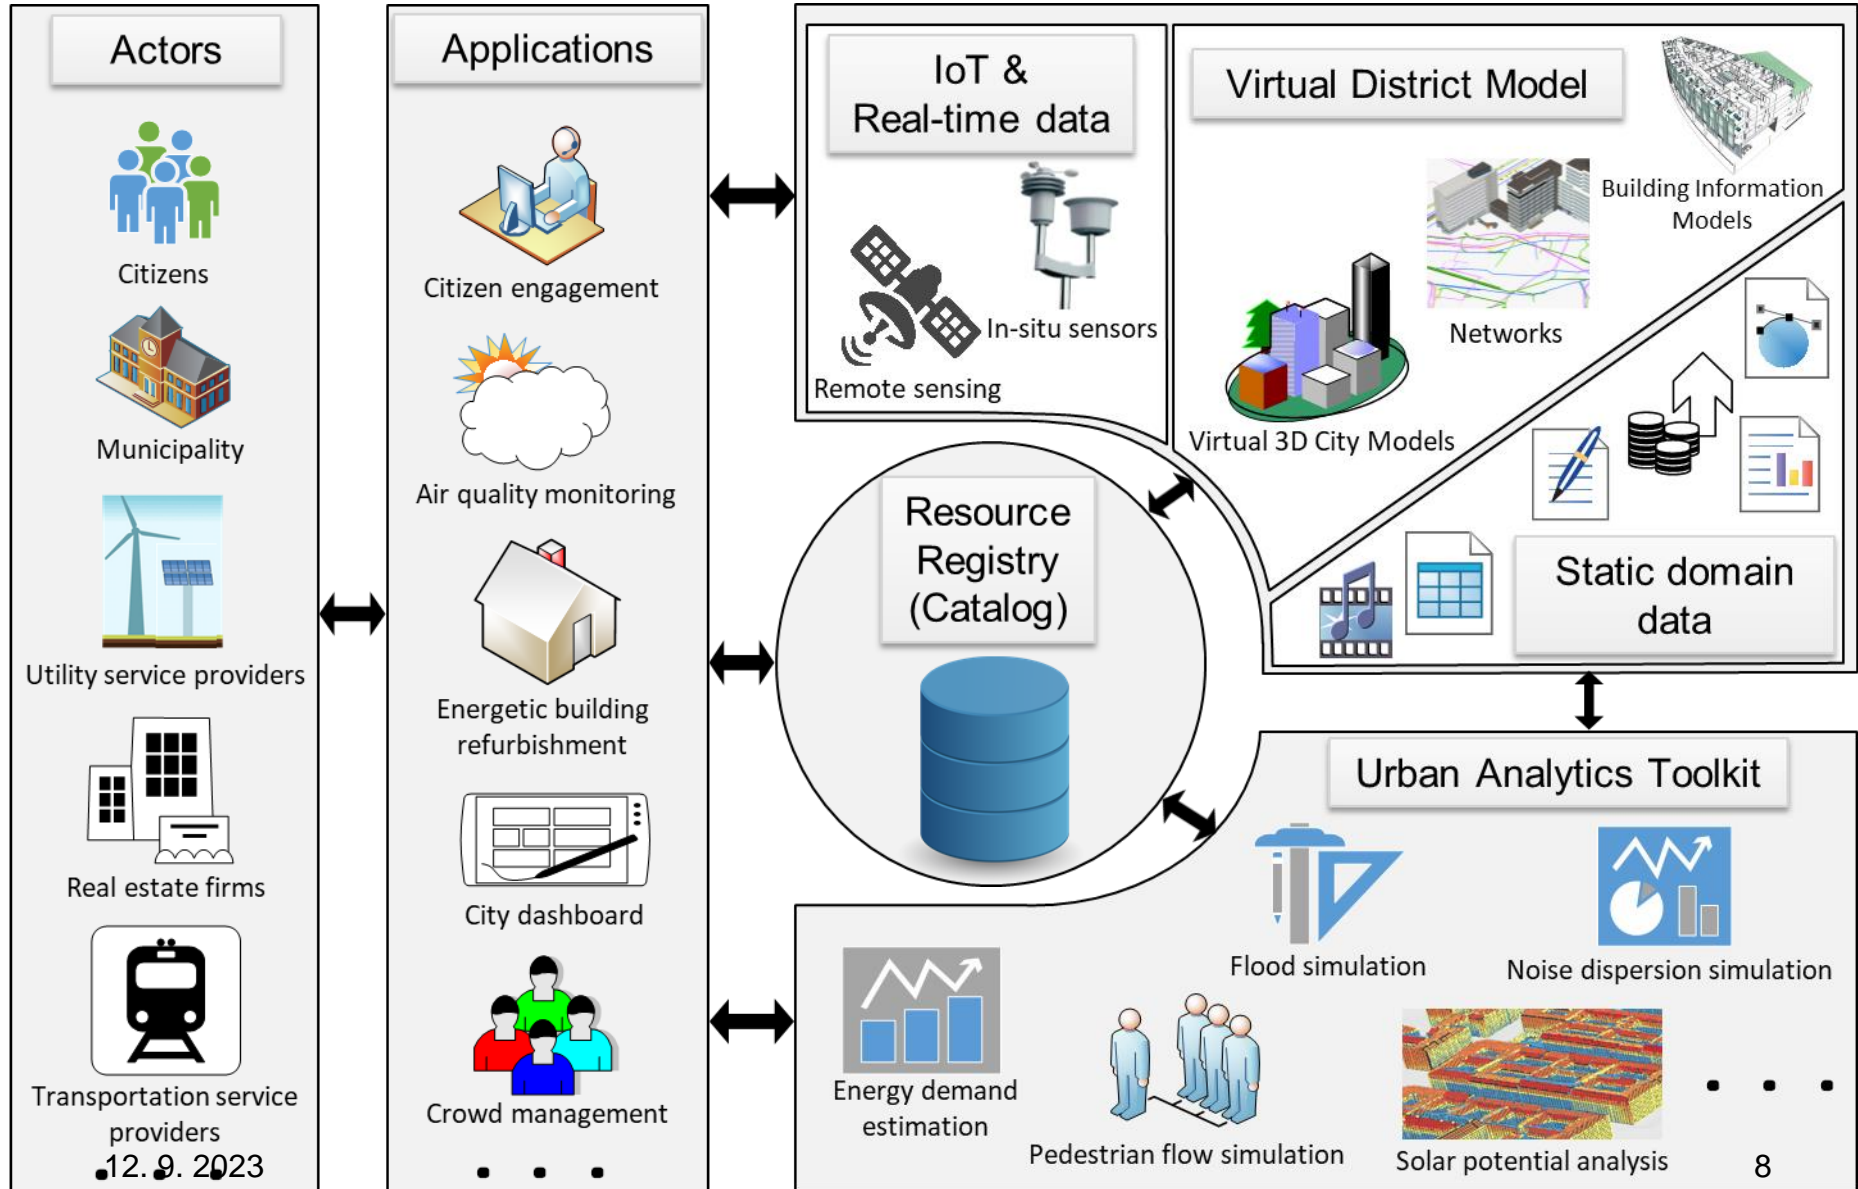 Actors
Citizens
Municipality
Utility service providers
Real estate firms
Transportation service
providers
. . .
12. 9. 2023
Applications
Citizen engagement
Air quality monitoring
Energetic building
refurbishment
City dashboard
Crowd management
. . .
IoT &
Real-time data
In-situ sensors
Remote sensing
Virtual District Model
Building Information
Models
Networks
Virtual 3D City Models
Static domain
data
Resource
Registry
(Catalog)
Urban Analytics Toolkit
Flood simulation
Noise dispersion simulation
Energy demand
estimation
Pedestrian flow simulation
Solar potential analysis
. . .
8